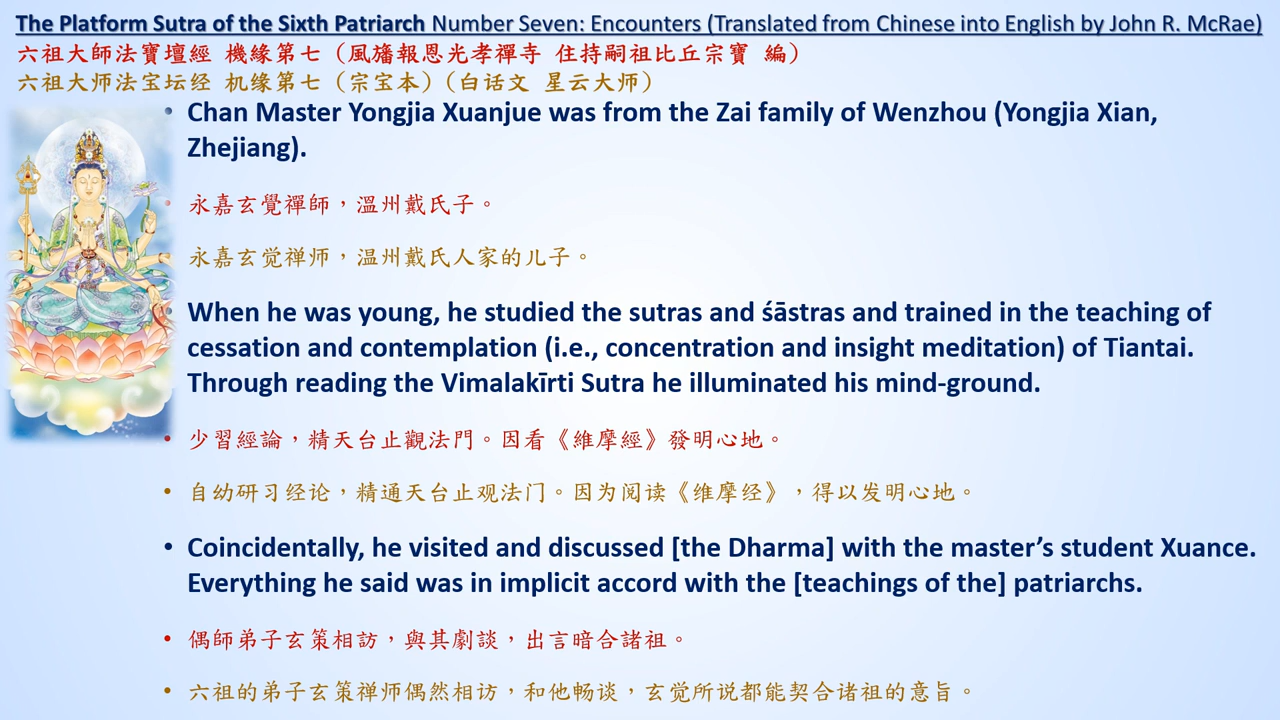 The Platform Sutra of the Sixth Patriarch Number Seven: Encounters (Translated from Chinese into English by John R. McRae)
六祖大師法寶壇經 機緣第七（風旛報恩光孝禪寺 住持嗣祖比丘宗寶 編）
六祖大师法宝坛经 机缘第七（宗宝本）（白话文 星云大师）
• Chan Master Yongjia Xuanjue was from the Zai family of Wenzhou (Yongjia Xian,
Zhejiang).
• 永嘉玄覺禪師，溫州戴氏子。
永嘉玄觉禅师，温州戴氏人家的儿子。
• When he was young, he studied the sutras and śāstras and trained in the teaching of
cessation and contemplation (i.e., concentration and insight meditation) of Tiantai.
Through reading the Vimalakīrti Sutra he illuminated his mind-ground.
• 少習經論，精天台止觀法門。因看《維摩經》發明心地。
• 自幼研习经论，精通天台止观法门。因为阅读《维摩经》，得以发明心地。
• Coincidentally, he visited and discussed [the Dharma] with the master’s student Xuance.
Everything he said was in implicit accord with the [teachings of the] patriarchs.
• 偶師弟子玄策相訪，與其劇談，出言暗合諸祖。
• 六祖的弟子玄策禅师偶然相访，和他畅谈，玄觉所说都能契合诸祖的意旨。